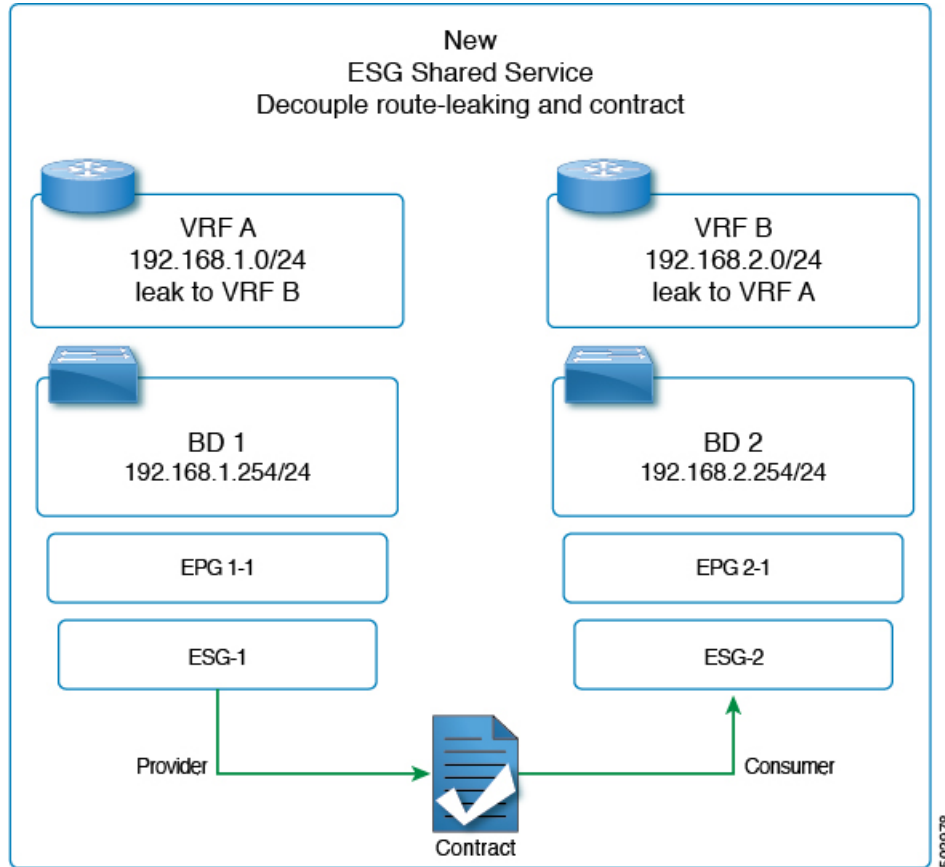 New
ESG Shared Service
Decouple route-leaking and contract
VRF A
192.168.1.0/24
leak to VRF B
VRF B
192.168.2.0/24
leak to VRF A
BD 1
192.168.1.254/24
BD 2
192.168.2.254/24
EPG 1-1
EPG 2-1
ESG-1
ESG-2
Provider
Consumer
Contract